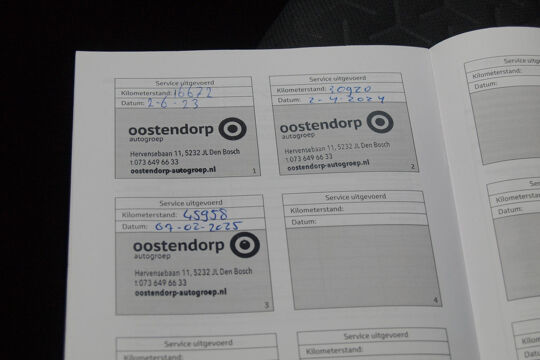 Service uitgevoerd
Kilometerstand: 16672
Datum: 2-6-23
oostendorp
autogroep
Hervensebaan 11, 5232 JL Den Bosch
t 073 649 66 33
oostendorp-autogroep.nl
1
Service uitgevoerd
Kilometerstand: 30920
Datum: 2-4-2024
oostendorp
autogroep
Hervensebaan 11, 5232 JL Den Bosch
t 073 649 66 33
oostendorp-autogroep.nl
2
Service
Kilometerstand:
Datum:
Service uitgevoerd
Kilometerstand: 45958
Datum: 07-02-2025
oostendorp
autogroep
Hervensebaan 11, 5232 JL Den Bosch
t 073 649 66 33
oostendorp-autogroep.nl
3
Service uitgevoerd
Kilometerstand:
Datum:
4
Kilometerstand:
Datum:
Service uitgevoerd
Kilometerstand:
Service uitgevoerd
Kilometerstand: